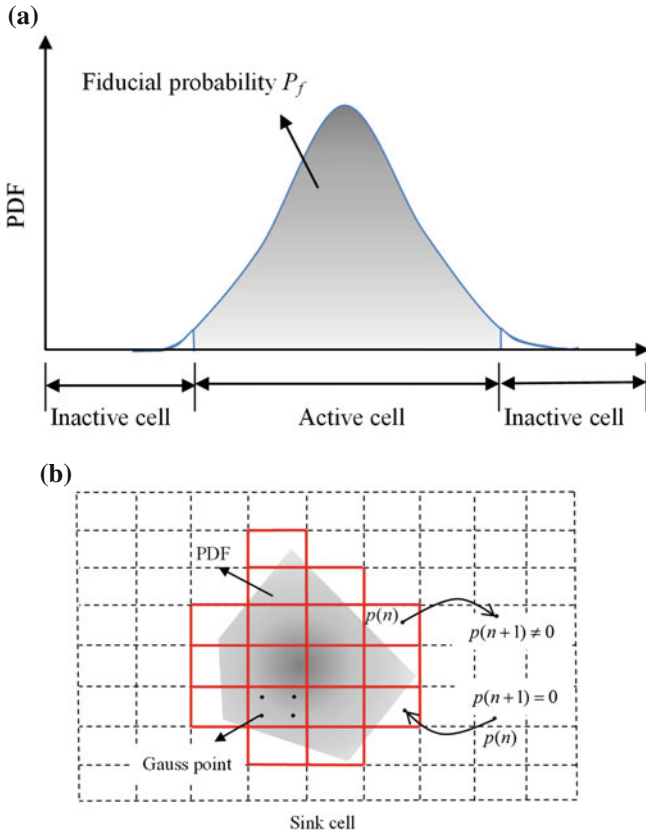 (a)
Fiducial probability P_f
PDF
Inactive cell
Active cell
Inactive cell
(b)
PDF
p(n)
p(n+1) ≠ 0
p(n+1) = 0
p(n)
Gauss point
Sink cell